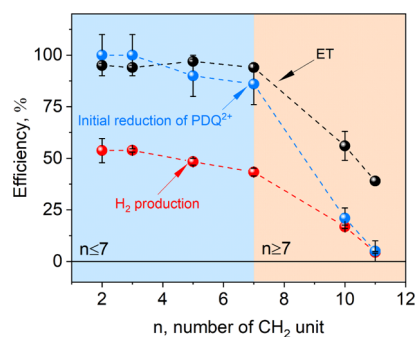 100
75
50
25
0
Efficiency, %
ET
Initial reduction of PDQ²⁺
H₂ production
n≤7
n≥7
2
4
6
8
10
n, number of CH₂ unit